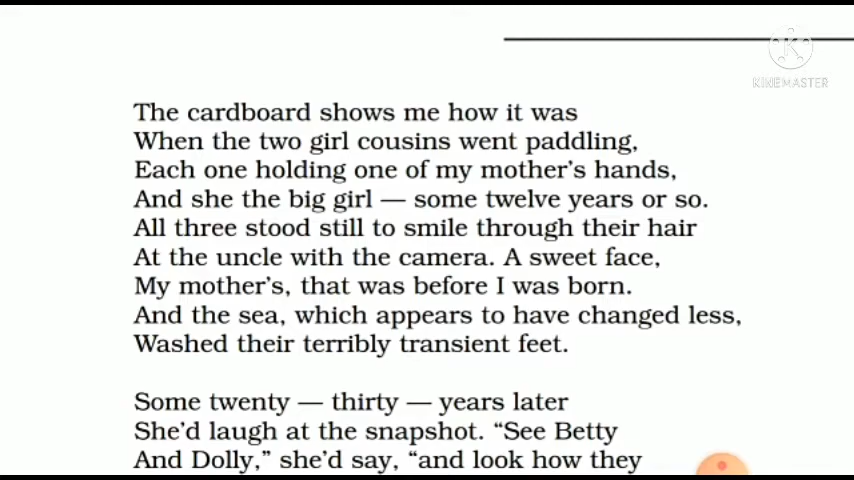 KINEMASTER
The cardboard shows me how it was
When the two girl cousins went paddling,
Each one holding one of my mother's hands,
And she the big girl — some twelve years or so.
All three stood still to smile through their hair
At the uncle with the camera. A sweet face,
My mother's, that was before I was born.
And the sea, which appears to have changed less,
Washed their terribly transient feet.
Some twenty — thirty — years later
She'd laugh at the snapshot. “See Betty
And Dolly,” she'd say, “and look how they